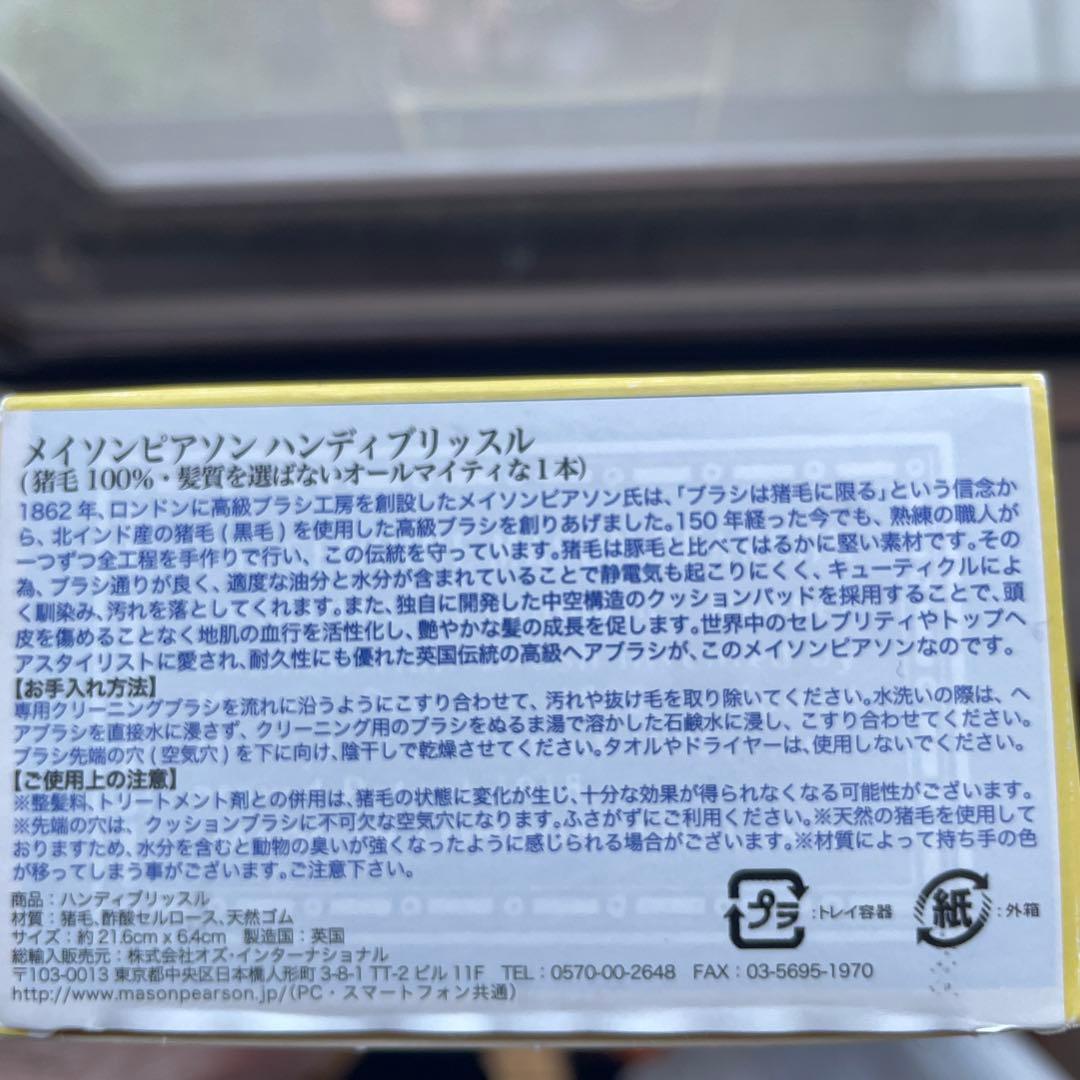 メイソンピアソン ハンディブリッスル
(猪毛 100%・髪質を選ばないオールマイティな1本)
1862年、ロンドンに高級ブラシ工房を創設したメイソンピアソン氏は、「ブラシは猪毛に限る」という信念か
ら、北インド産の猪毛(黒毛)を使用した高級ブラシを創りあげました。150年経った今でも、熟練の職人が
一つずつ全工程を手作りで行い、この伝統を守っています。猪毛は豚毛と比べてはるかに堅い素材です。その
為、ブラシ通りが良く、適度な油分と水分が含まれていることで静電気も起こりにくく、キューティクルによ
く馴染み、汚れを落としてくれます。また、独自に開発した中空構造のクッションパッドを採用することで、頭
皮を傷めることなく地肌の血行を活性化し、艶やかな髪の成長を促します。世界中のセレブリティやトップヘ
アスタイリストに愛され、耐久性にも優れた英国伝統の高級ヘアブラシが、このメイソンピアソンなのです。
【お手入れ方法】
専用クリーニングブラシを流れに沿うようにこすり合わせて、汚れや抜け毛を取り除いてください。水洗いの際は、ヘ
アブラシを直接水に浸さず、クリーニング用のブラシをぬるま湯で溶かした石鹸水に浸し、こすり合わせてください。
ブラシ先端の穴(空気穴)を下に向け、陰干しで乾燥させてください。タオルやドライヤーは、使用しないでください。
【ご使用上の注意】
※整髪料、トリートメント剤との併用は、猪毛の状態に変化が生じ、十分な効果が得られなくなる可能性がございます。
※先端の穴は、クッションブラシに不可欠な空気穴になります。ふさがずにご利用ください。※天然の猪毛を使用して
おりますため、水分を含むと動物の臭いが強くなったように感じられる場合がございます。※材質によって持ち手の色
が移ってしまう事がございます。ご注意下さい。
商品：ハンディブリッスル
材質：猪毛、酢酸セルロース、天然ゴム
サイズ：約21.6cm x 6.4cm 製造国：英国
総輸入販売元：株式会社オズ・インターナショナル
〒103-0013 東京都中央区日本橋人形町 3-8-1 TT-2 ビル 11F TEL：0570-00-2648 FAX：03-5695-1970
http://www.masonpearson.jp/(PC・スマートフォン共通)
プラ：トレイ容器
紙：外箱